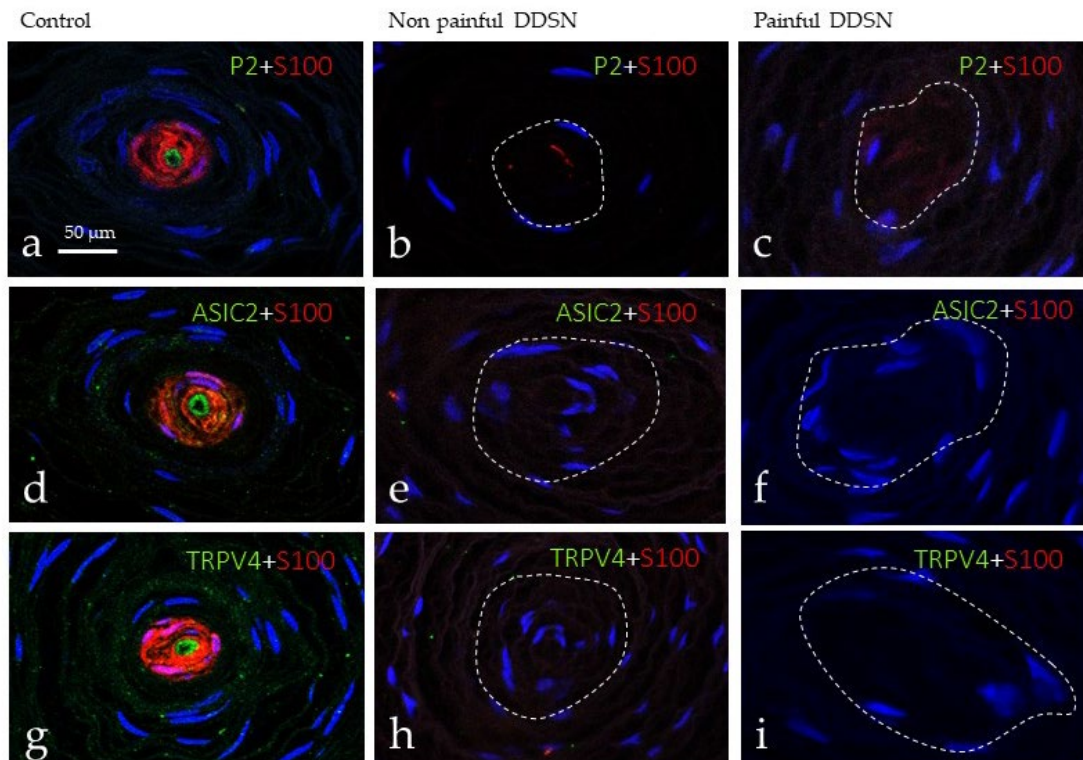 Control
Non painful DDSN
Painful DDSN
P2+S100
P2+S100
P2+S100
a
50 µm
b
c
ASIC2+S100
ASIC2+S100
ASIC2+S100
d
e
f
TRPV4+S100
TRPV4+S100
TRPV4+S100
g
h
i